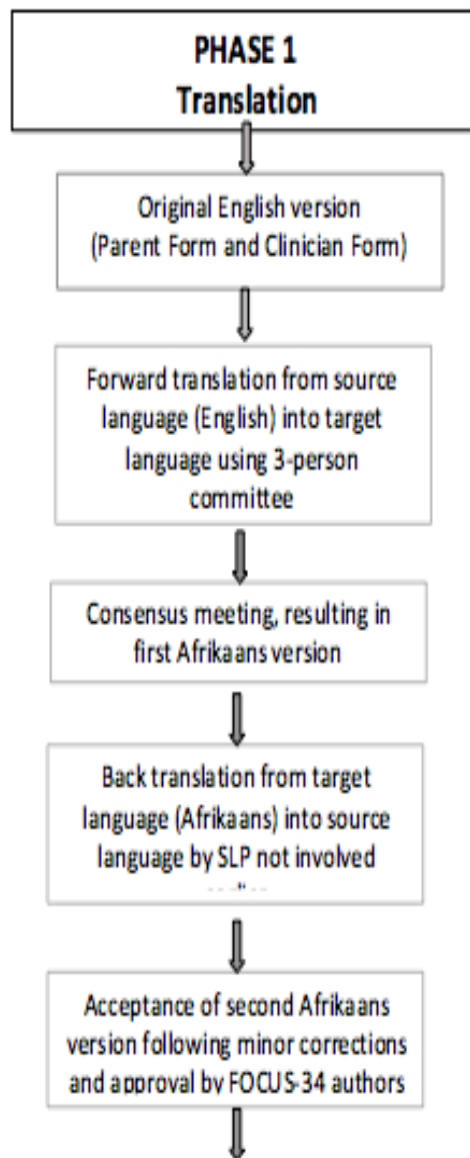 PHASE 1
Translation
Original English version
(Parent Form and Clinician Form)
Forward translation from source
language (English) into target
language using 3-person
committee
Consensus meeting, resulting in
first Afrikaans version
Back translation from target
language (Afrikaans) into source
language by SLP not involved
Acceptance of second Afrikaans
version following minor corrections
and approval by FOCUS-34 authors